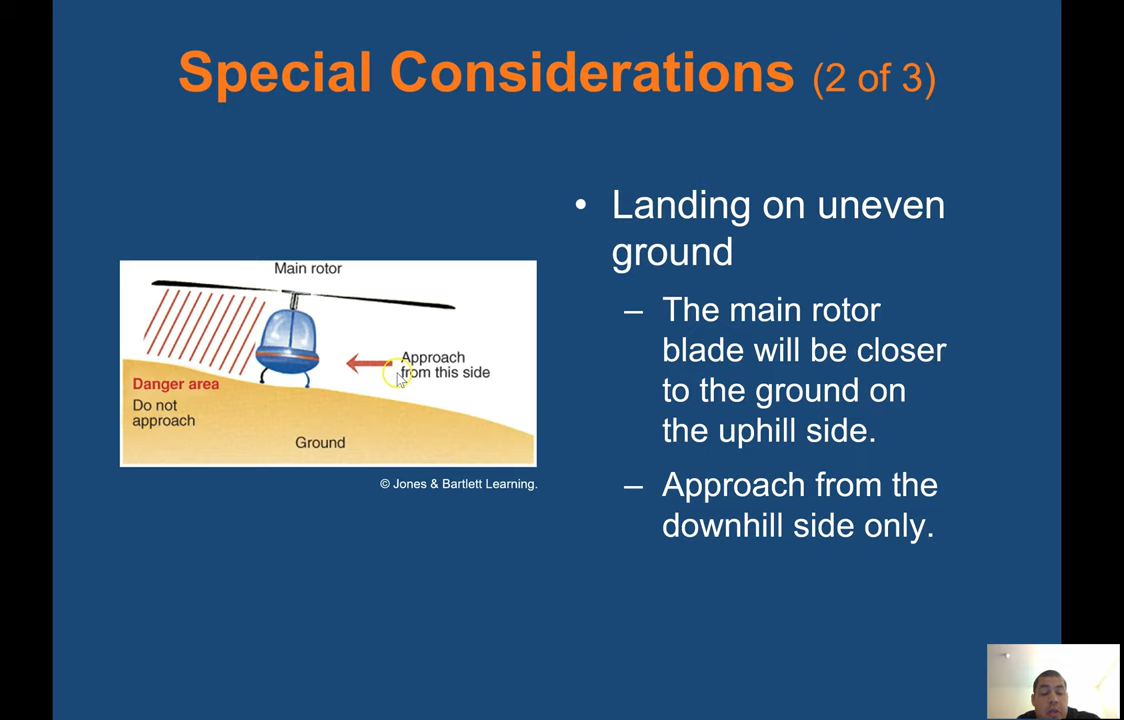 Special Considerations (2 of 3)
Main rotor
Approach
from this side
Danger area
Do not
approach
Ground
© Jones & Bartlett Learning.
• Landing on uneven
ground
– The main rotor
blade will be closer
to the ground on
the uphill side.
– Approach from the
downhill side only.